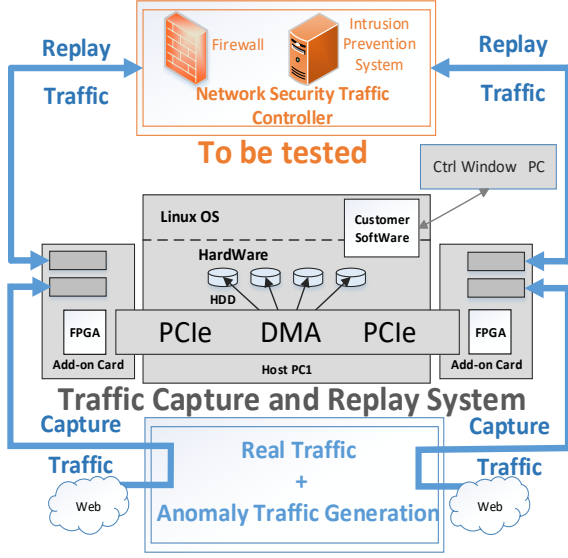 Replay
Traffic
Firewall
Intrusion
Prevention
System
Network Security Traffic
Controller
To be tested
Replay
Traffic
Ctrl Window PC
Linux OS
Customer
SoftWare
HardWare
HDD
FPGA
Add-on Card
PCIe DMA PCIe
Host PC1
FPGA
Add-on Card
Traffic Capture and Replay System
Capture
Traffic
Web
Real Traffic
+
Anomaly Traffic Generation
Capture
Traffic
Web